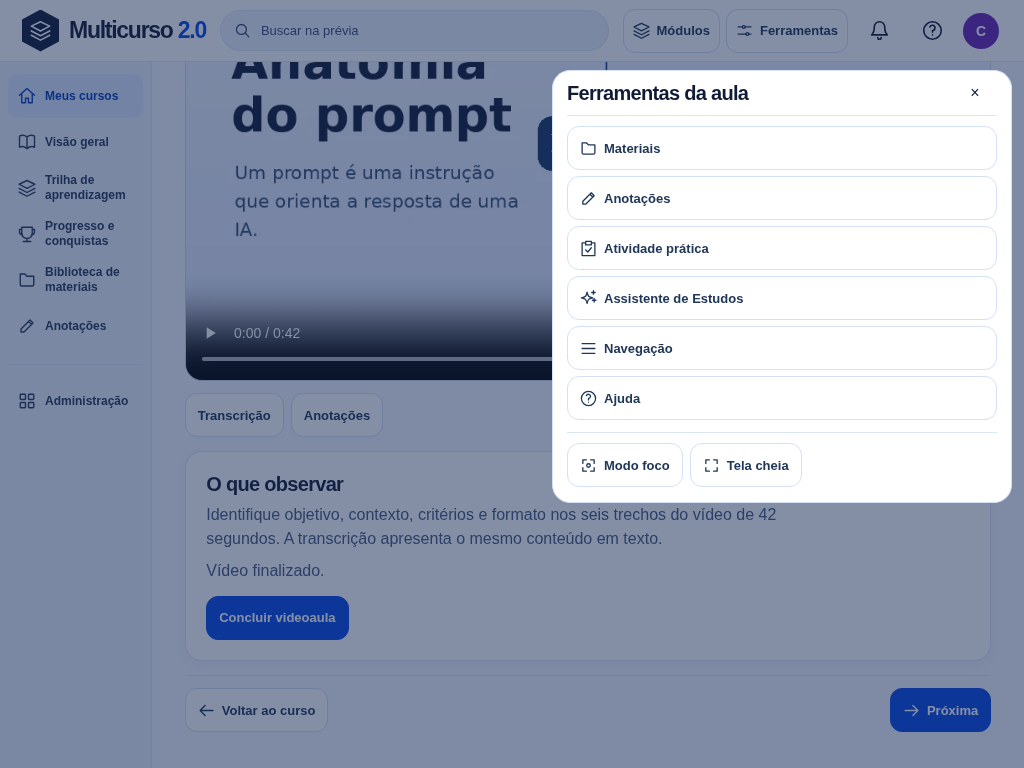 Multicurso 2.0
Buscar na prévia
Módulos
Ferramentas
C
Meus cursos
Visão geral
Trilha de
aprendizagem
Progresso e
conquistas
Biblioteca de
materiais
Anotações
Administração
Anatomia
do prompt
Um prompt é uma instrução
que orienta a resposta de uma
IA.
0:00 / 0:42
Transcrição
Anotações
O que observar
Identifique objetivo, contexto, critérios e formato nos seis trechos do vídeo de 42
segundos. A transcrição apresenta o mesmo conteúdo em texto.
Vídeo finalizado.
Concluir videoaula
Voltar ao curso
Próxima
Ferramentas da aula
×
Materiais
Anotações
Atividade prática
Assistente de Estudos
Navegação
Ajuda
Modo foco
Tela cheia